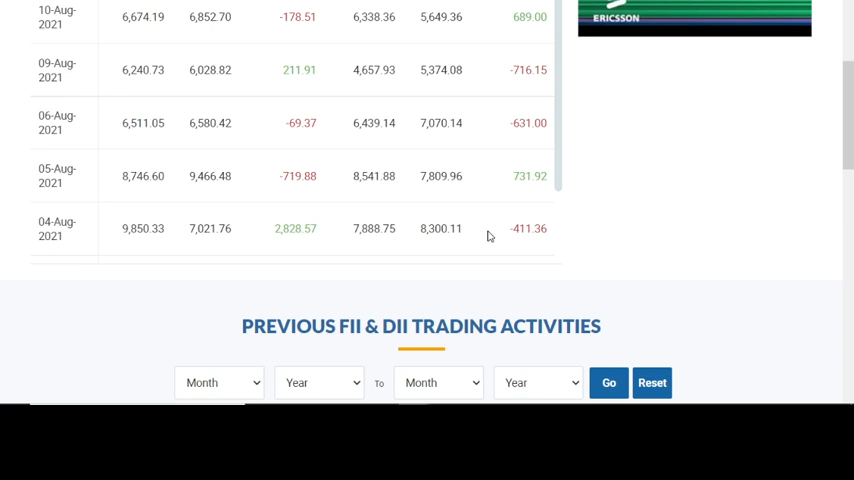 ERICSSON
10-Aug-
2021 6,674.19 6,852.70 -178.51 6,338.36 5,649.36 689.00
09-Aug-
2021 6,240.73 6,028.82 211.91 4,657.93 5,374.08 -716.15
06-Aug-
2021 6,511.05 6,580.42 -69.37 6,439.14 7,070.14 -631.00
05-Aug-
2021 8,746.60 9,466.48 -719.88 8,541.88 7,809.96 731.92
04-Aug-
2021 9,850.33 7,021.76 2,828.57 7,888.75 8,300.11 -411.36
PREVIOUS FII & DII TRADING ACTIVITIES
Month Year To Month Year Go Reset